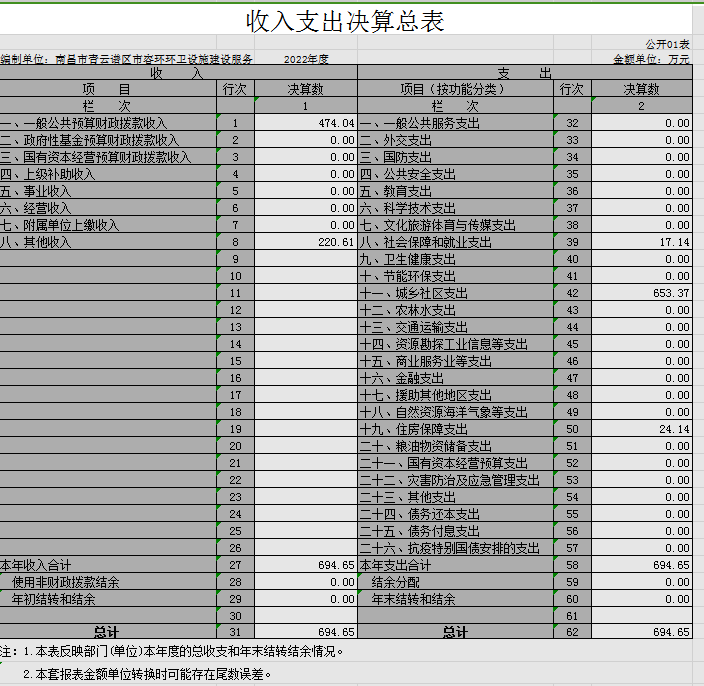 收入支出决算总表
公开01表
编制单位：南昌市青云谱区市容环环卫设施建设服务 2022年度 金额单位：万元
收 入 支 出
项 目 行次 决算数 项目（按功能分类） 行次 决算数
栏 次 1 栏 次 2
一、一般公共预算财政拨款收入 1 474.04 一、一般公共服务支出 32 0.00
二、政府性基金预算财政拨款收入 2 0.00 二、外交支出 33 0.00
三、国有资本经营预算财政拨款收入 3 0.00 三、国防支出 34 0.00
四、上级补助收入 4 0.00 四、公共安全支出 35 0.00
五、事业收入 5 0.00 五、教育支出 36 0.00
六、经营收入 6 0.00 六、科学技术支出 37 0.00
七、附属单位上缴收入 7 0.00 七、文化旅游体育与传媒支出 38 0.00
八、其他收入 8 220.61 八、社会保障和就业支出 39 17.14
9 九、卫生健康支出 40 0.00
10 十、节能环保支出 41 0.00
11 十一、城乡社区支出 42 653.37
12 十二、农林水支出 43 0.00
13 十三、交通运输支出 44 0.00
14 十四、资源勘探工业信息等支出 45 0.00
15 十五、商业服务业等支出 46 0.00
16 十六、金融支出 47 0.00
17 十七、援助其他地区支出 48 0.00
18 十八、自然资源海洋气象等支出 49 0.00
19 十九、住房保障支出 50 24.14
20 二十、粮油物资储备支出 51 0.00
21 二十一、国有资本经营预算支出 52 0.00
22 二十二、灾害防治及应急管理支出 53 0.00
23 二十三、其他支出 54 0.00
24 二十四、债务还本支出 55 0.00
25 二十五、债务付息支出 56 0.00
26 二十六、抗疫特别国债安排的支出 57 0.00
本年收入合计 27 694.65 本年支出合计 58 694.65
使用非财政拨款结余 28 0.00 结余分配 59 0.00
年初结转和结余 29 0.00 年末结转和结余 60 0.00
30 61
总计 31 694.65 总计 62 694.65
注：1.本表反映部门(单位)本年度的总收支和年末结转结余情况。
2.本套报表金额单位转换时可能存在尾数误差。